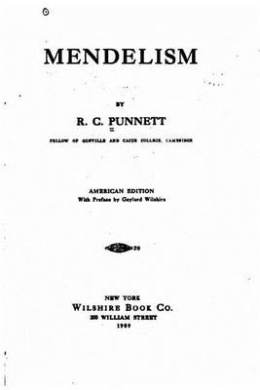 MENDELISM
BY
R. C. PUNNETT
FELLOW OF GONVILLE AND CAIUS COLLEGE, CAMBRIDGE
AMERICAN EDITION
With Preface by Gaylord Wilshire
NEW YORK
WILSHIRE BOOK CO.
200 WILLIAM STREET
1909